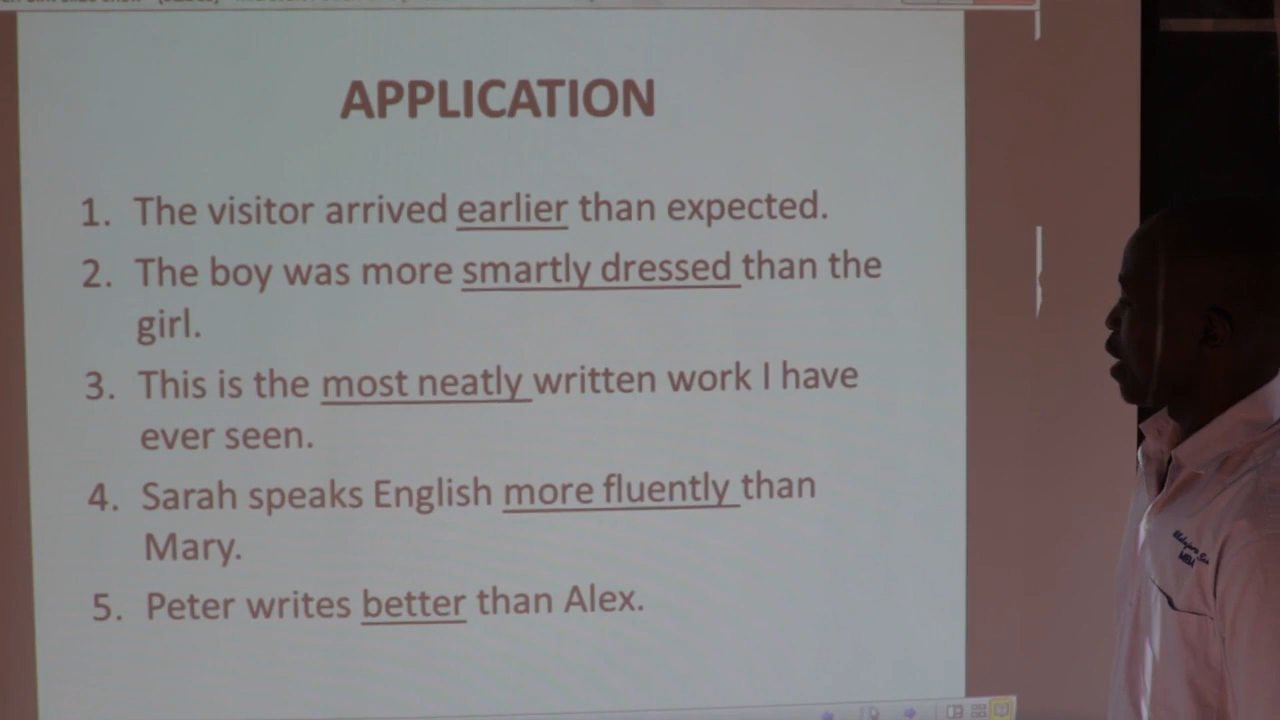 APPLICATION
1. The visitor arrived earlier than expected.
2. The boy was more smartly dressed than the
girl.
3. This is the most neatly written work I have
ever seen.
4. Sarah speaks English more fluently than
Mary.
5. Peter writes better than Alex.